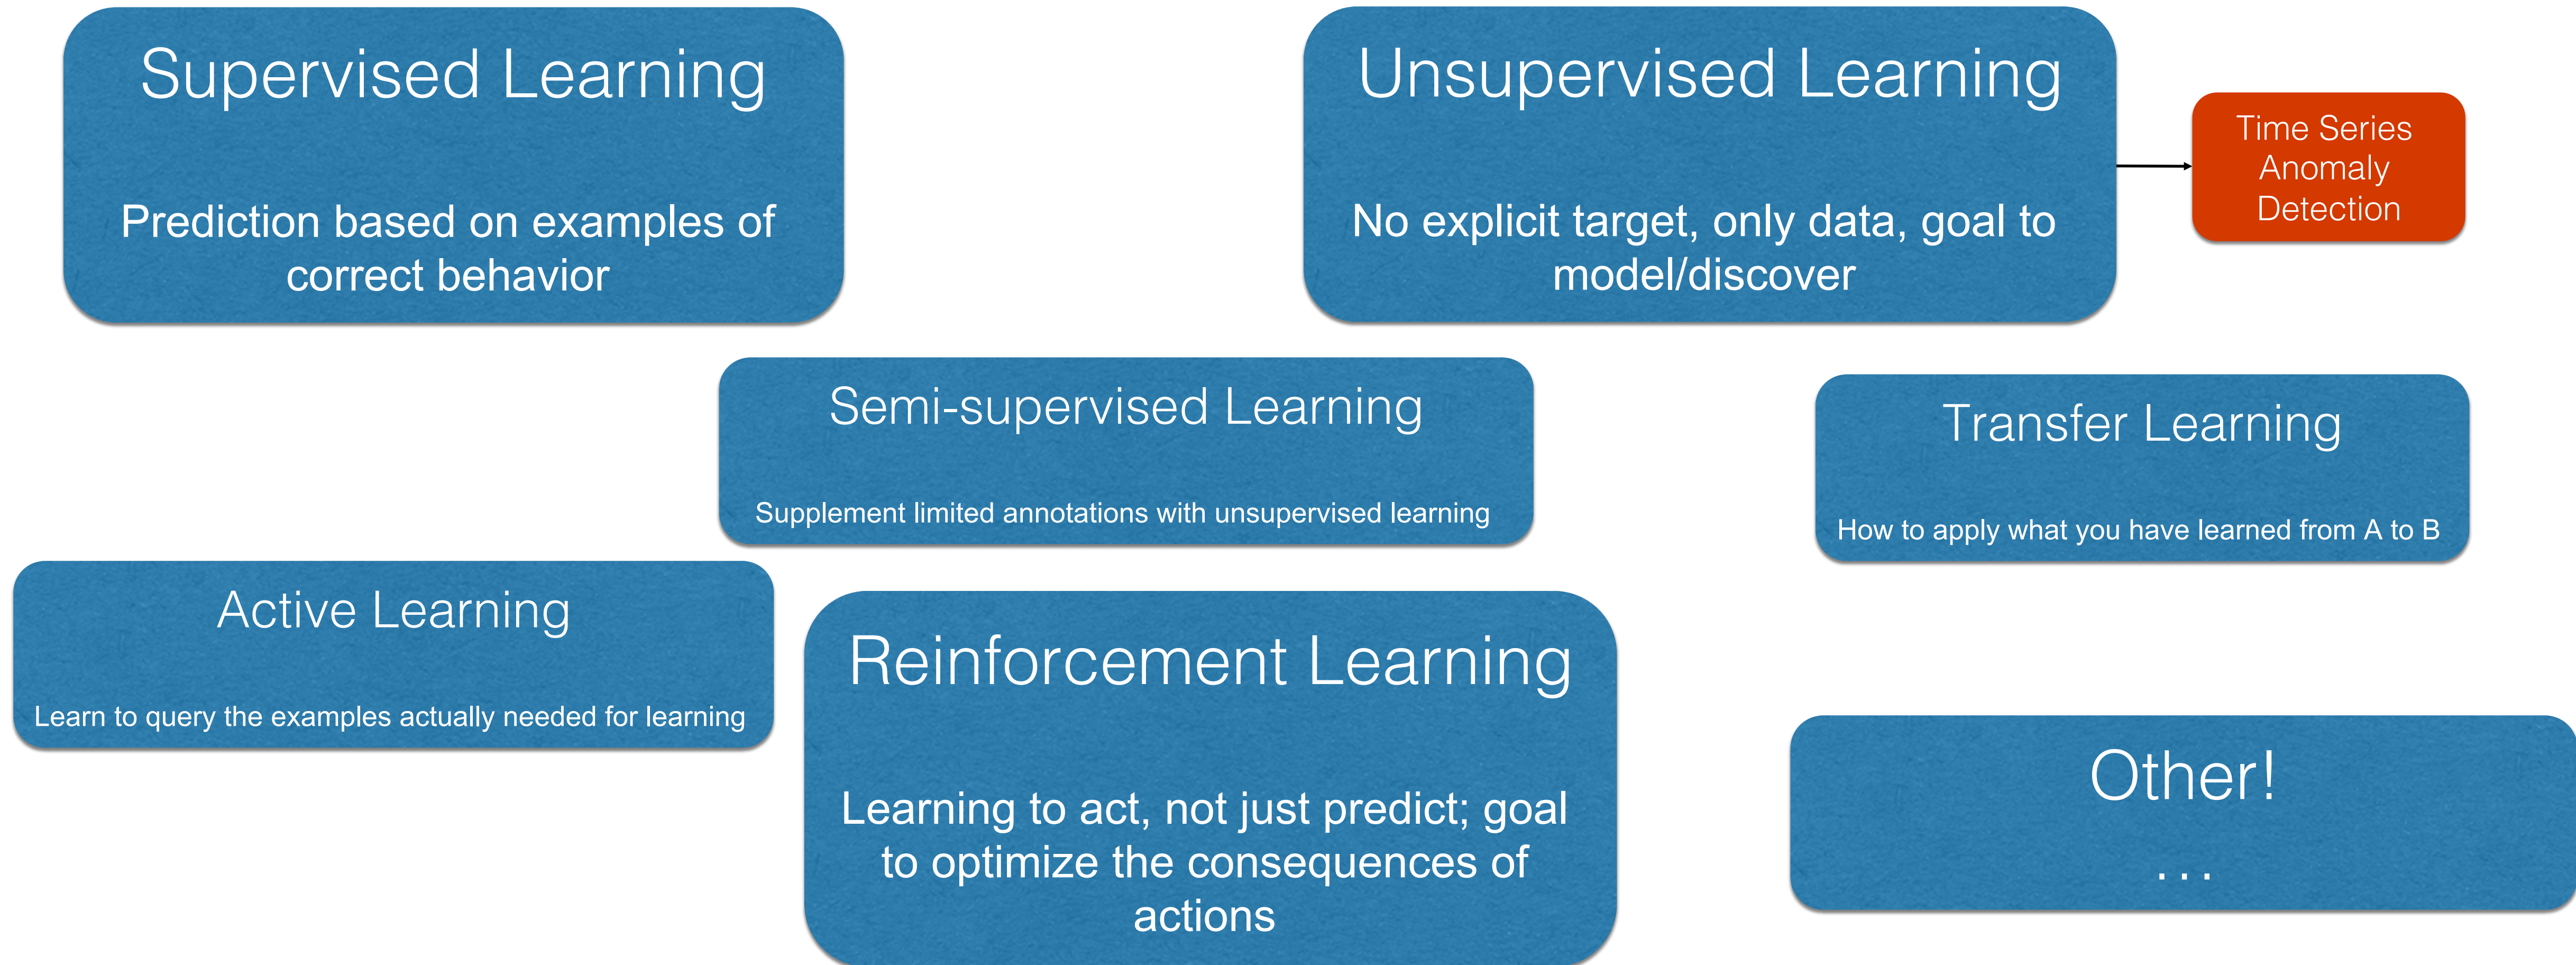 Supervised Learning
Prediction based on examples of
correct behavior
Unsupervised Learning
No explicit target, only data, goal to
model/discover
Time Series
Anomaly
Detection
Semi-supervised Learning
Supplement limited annotations with unsupervised learning
Transfer Learning
How to apply what you have learned from A to B
Active Learning
Learn to query the examples actually needed for learning
Reinforcement Learning
Learning to act, not just predict; goal
to optimize the consequences of
actions
Other!
...